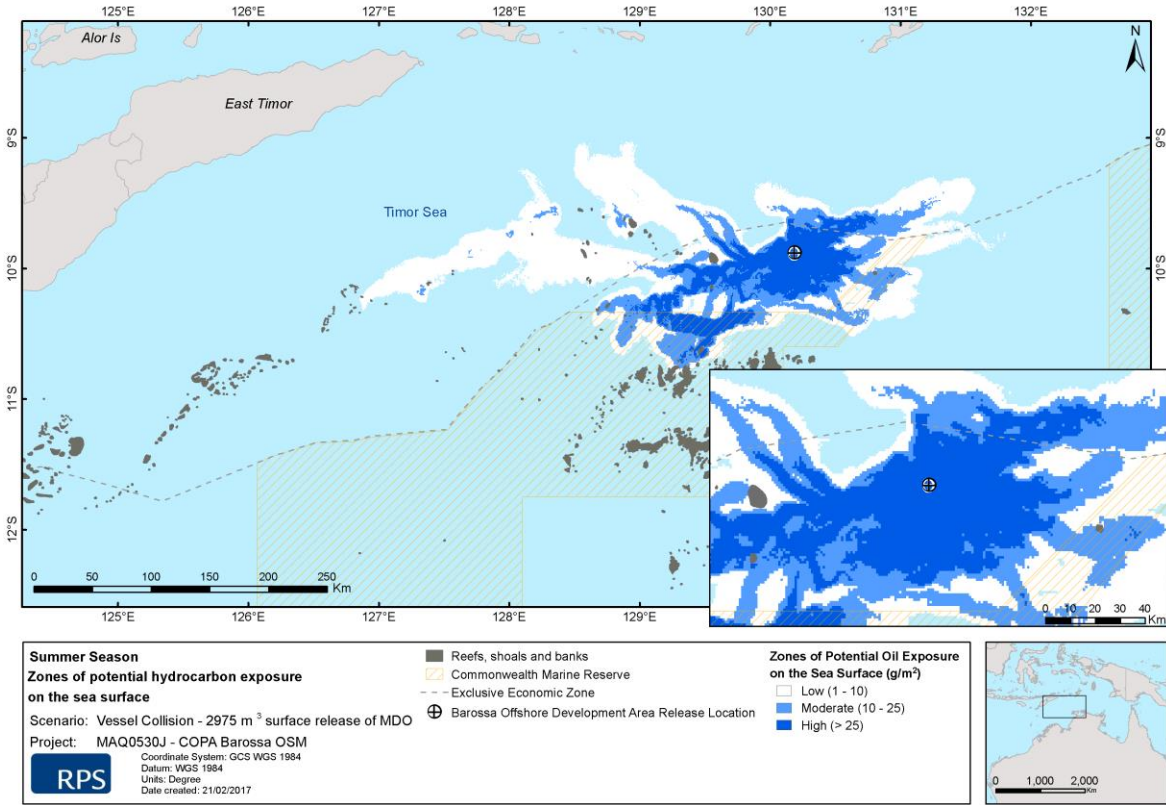 125°E 126°E 127°E 128°E 129°E 130°E 131°E 132°E
Alor Is
N
East Timor
9°S 9°S
Timor Sea
10°S 10°S
11°S 11°S
12°S
0 50 100 150 200 250
Km
0 10 20 30 40
Km
125°E 126°E 127°E 128°E 129°E 130°E 131°E 132°E
Summer Season
Zones of potential hydrocarbon exposure
on the sea surface
Scenario: Vessel Collision - 2975 m ³ surface release of MDO
Project: MAQ0530J - COPA Barossa OSM
RPS
Coordinate System: GCS WGS 1984
Datum: WGS 1984
Units: Degree
Date created: 21/02/2017
Reefs, shoals and banks
Commonwealth Marine Reserve
Exclusive Economic Zone
Barossa Offshore Development Area Release Location
Zones of Potential Oil Exposure
on the Sea Surface (g/m²)
Low (1 - 10)
Moderate (10 - 25)
High (> 25)
0 1,000 2,000
Km